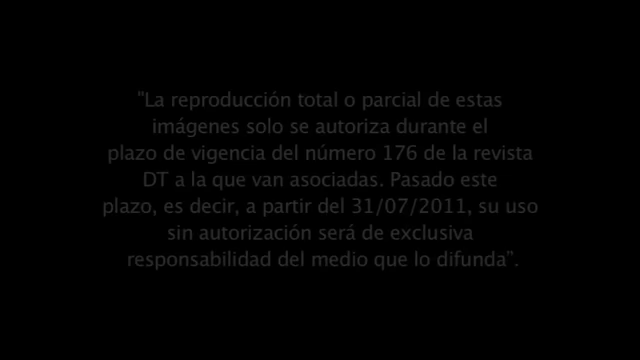 "La reproducción total o parcial de estas
imágenes solo se autoriza durante el
plazo de vigencia del número 176 de la revista
DT a la que van asociadas. Pasado este
plazo, es decir, a partir del 31/07/2011, su uso
sin autorización será de exclusiva
responsabilidad del medio que lo difunda”.